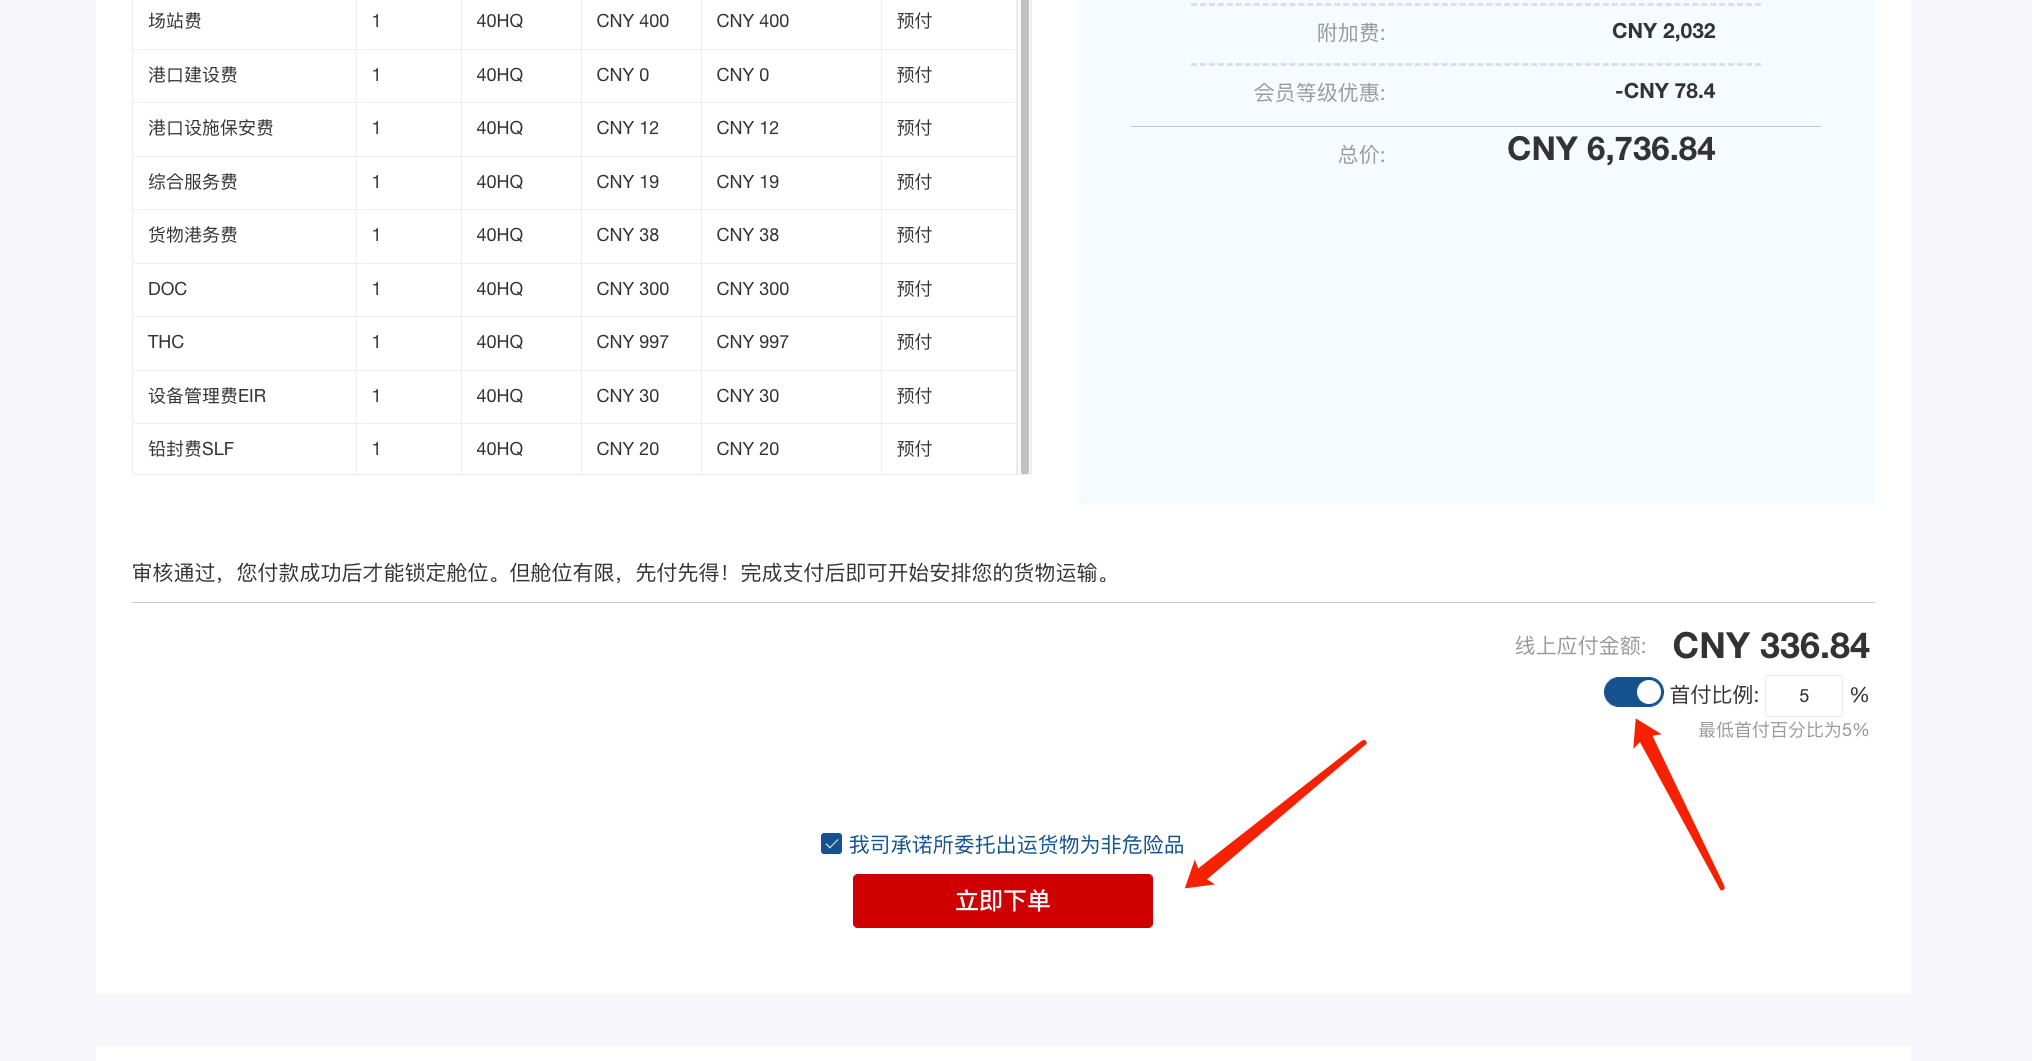 场站费 1 40HQ CNY 400 CNY 400 预付
港口建设费 1 40HQ CNY 0 CNY 0 预付
港口设施保安费 1 40HQ CNY 12 CNY 12 预付
综合服务费 1 40HQ CNY 19 CNY 19 预付
货物港务费 1 40HQ CNY 38 CNY 38 预付
DOC 1 40HQ CNY 300 CNY 300 预付
THC 1 40HQ CNY 997 CNY 997 预付
设备管理费EIR 1 40HQ CNY 30 CNY 30 预付
铅封费SLF 1 40HQ CNY 20 CNY 20 预付
附加费: CNY 2,032
会员等级优惠: -CNY 78.4
总价: CNY 6,736.84
审核通过，您付款成功后才能锁定舱位。但舱位有限，先付先得！完成支付后即可开始安排您的货物运输。
线上应付金额: CNY 336.84
首付比例: 5 %
最低首付百分比为5%
我司承诺所委托出运货物为非危险品
立即下单